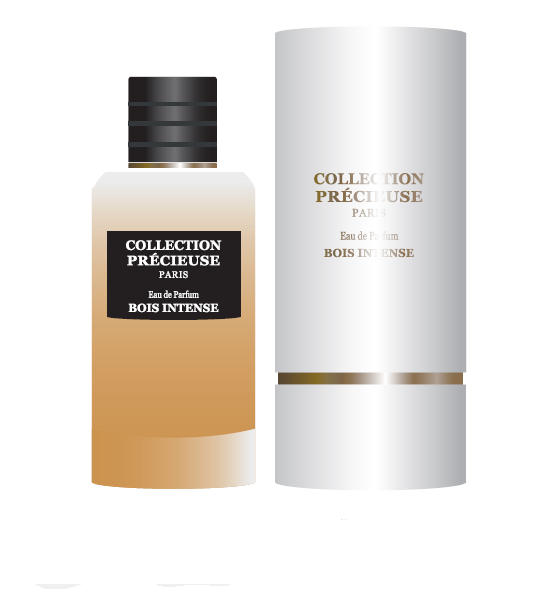 COLLECTION
PRÉCIEUSE
PARIS
Eau de Parfum
BOIS INTENSE
COLLECTION
PRÉCIEUSE
PARIS
Eau de Parfum
BOIS INTENSE